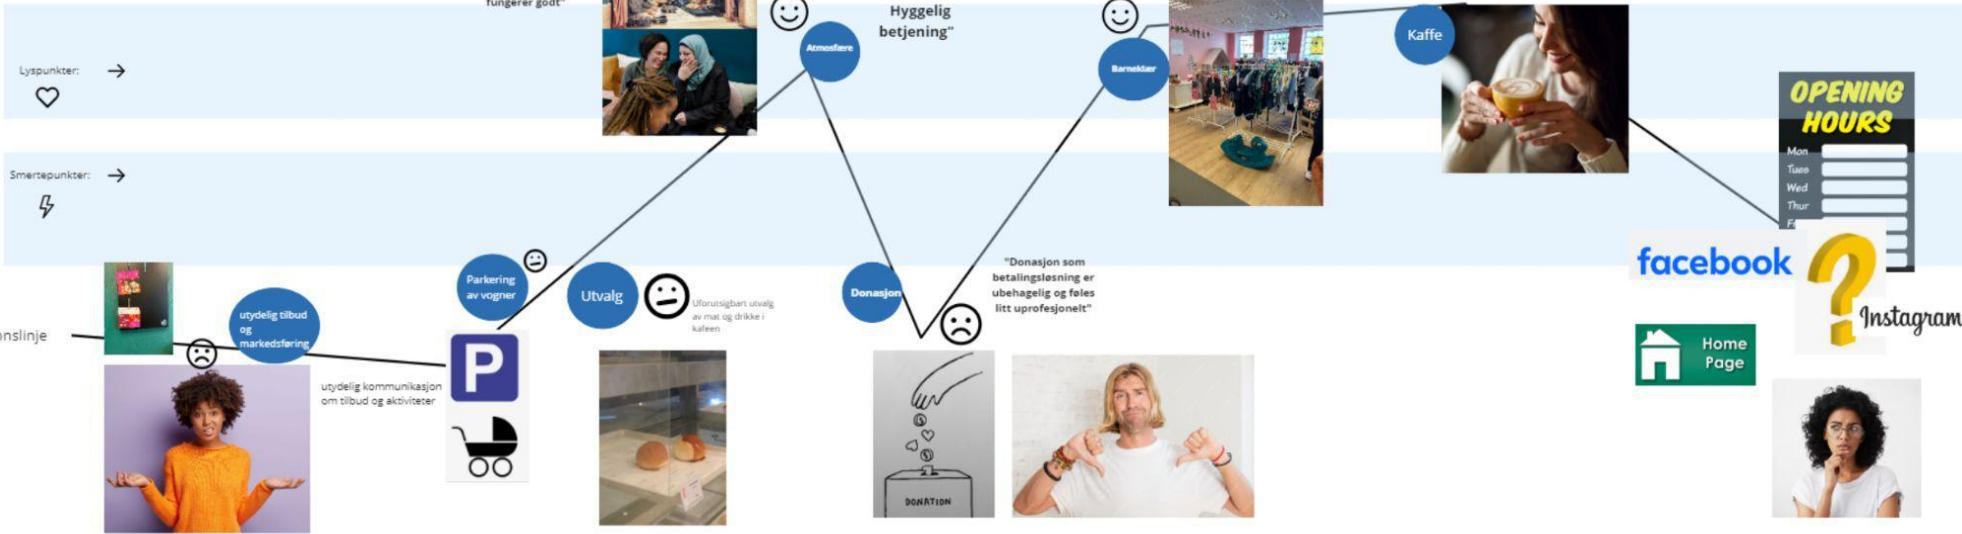 fungerer godt"
Hyggelig
betjening"
Atmosfære
Barneklær
Kaffe
Lyspunkter:
OPENING
HOURS
Mon
Tues
Wed
Thur
Smertepunkter:
Parkering
av vogner
Utvalg
Uforutsigbart utvalg
av mat og drikke i
kafeen
Donasjon
"Donasjon som
betalingsløsning er
ubehagelig og føles
litt uprofesjonelt"
facebook
?
Instagram
Home
Page
utydelig tilbud
og
markedsføring
onslinje
utydelig kommunikasjon
om tilbud og aktiviteter
P
DONATION